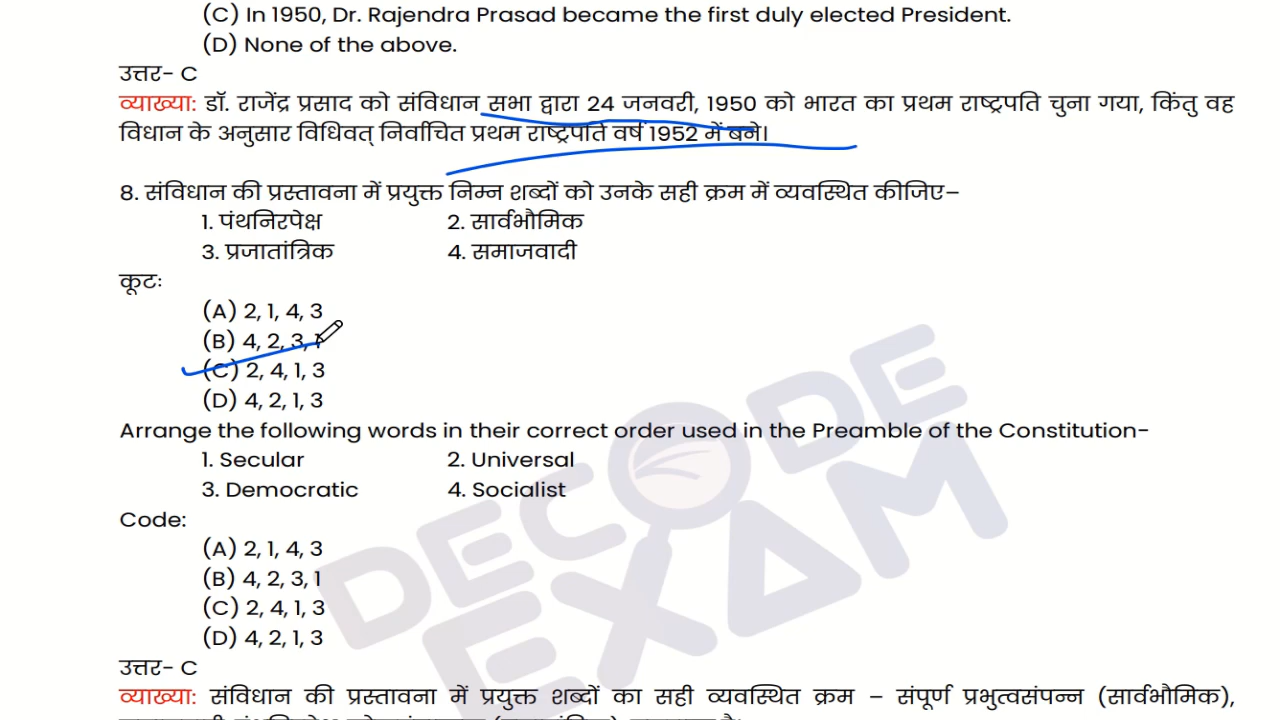 (C) In 1950, Dr. Rajendra Prasad became the first duly elected President.
(D) None of the above.
उत्तर- C
व्याख्या: डॉ. राजेंद्र प्रसाद को संविधान सभा द्वारा 24 जनवरी, 1950 को भारत का प्रथम राष्ट्रपति चुना गया, किंतु वह
विधान के अनुसार विधिवत् निर्वाचित प्रथम राष्ट्रपति वर्ष 1952 में बने।
8. संविधान की प्रस्तावना में प्रयुक्त निम्न शब्दों को उनके सही क्रम में व्यवस्थित कीजिए–
1. पंथनिरपेक्ष 2. सार्वभौमिक
3. प्रजातांत्रिक 4. समाजवादी
कूटः
(A) 2, 1, 4, 3
(B) 4, 2, 3, 1
(C) 2, 4, 1, 3
(D) 4, 2, 1, 3
Arrange the following words in their correct order used in the Preamble of the Constitution-
1. Secular 2. Universal
3. Democratic 4. Socialist
Code:
(A) 2, 1, 4, 3
(B) 4, 2, 3, 1
(C) 2, 4, 1, 3
(D) 4, 2, 1, 3
DECODE
EXAM
उत्तर- C
व्याख्या: संविधान की प्रस्तावना में प्रयुक्त शब्दों का सही व्यवस्थित क्रम – संपूर्ण प्रभुत्वसंपन्न (सार्वभौमिक),